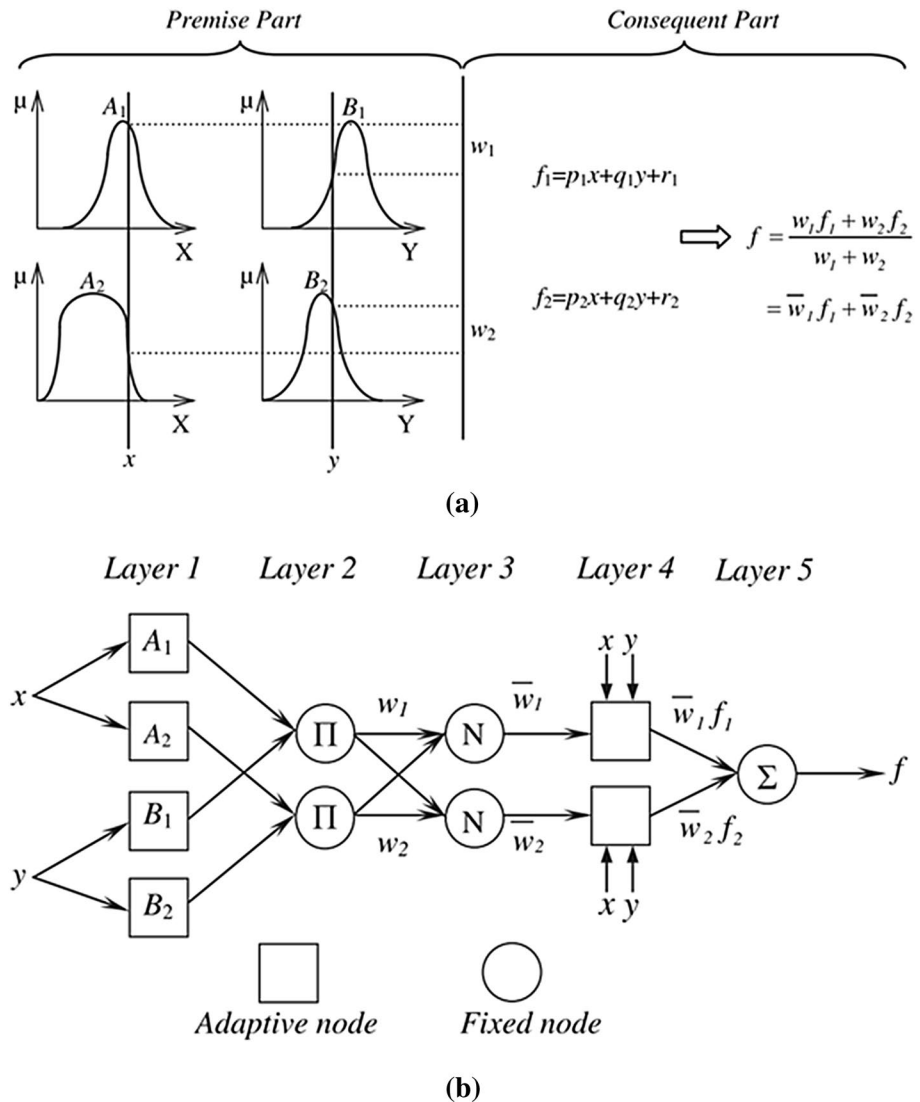 Premise Part Consequent Part
μ A₁ μ B₁
w₁
f₁=p₁x+q₁y+r₁
X Y
f = (w₁f₁ + w₂f₂) / (w₁ + w₂)
μ A₂ μ B₂
f₂=p₂x+q₂y+r₂
= w̅₁f₁ + w̅₂f₂
w₂
X Y
x y
(a)
Layer 1 Layer 2 Layer 3 Layer 4 Layer 5
A₁ x y
x Π w₁ N w̅₁ w̅₁f₁
A₂
Σ f
B₁ Π w₂ N w̅₂ w̅₂f₂
y
B₂ x y
Adaptive node Fixed node
(b)